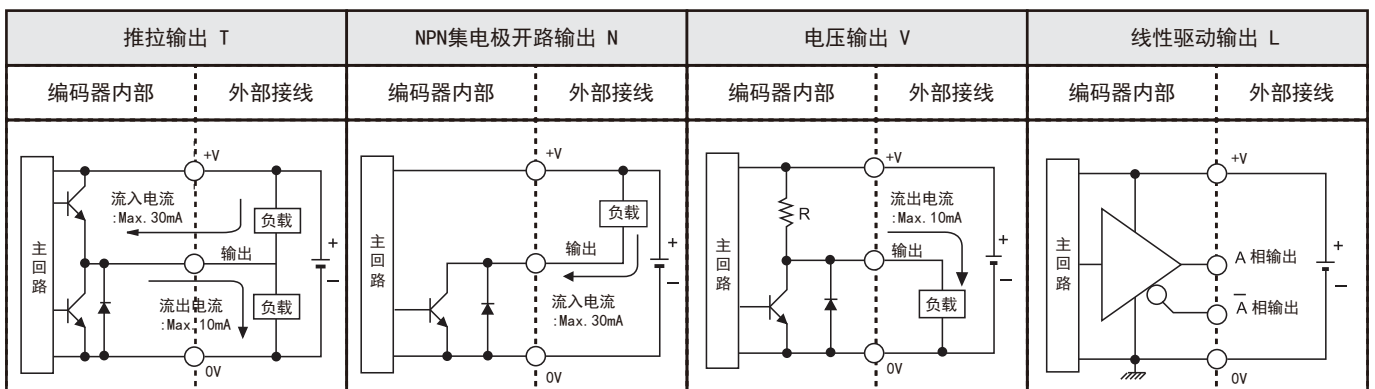 推拉输出 T
NPN集电极开路输出 N
电压输出 V
线性驱动输出 L
编码器内部
外部接线
编码器内部
外部接线
编码器内部
外部接线
编码器内部
外部接线
主回路
+V
流入电流
:Max. 30mA
负载
输出
+
−
流出电流
:Max. 10mA
负载
0V
主回路
+V
负载
输出
+
−
流入电流
:Max. 30mA
0V
主回路
R
+V
流出电流
:Max. 10mA
输出
+
−
负载
0V
主回路
+V
A 相输出
+
−
A̅ 相输出
0V